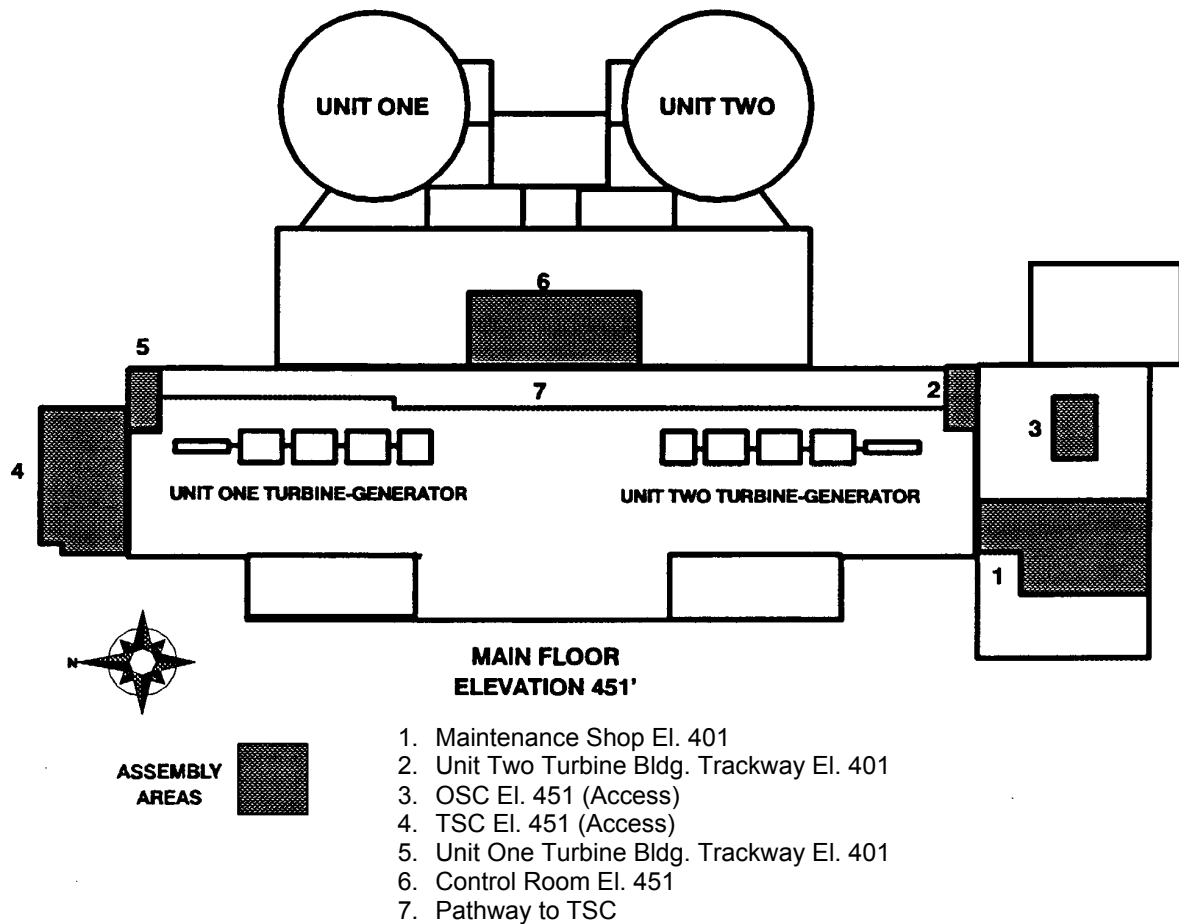 UNIT ONE
UNIT TWO
6
5
7
2
3
4
UNIT ONE TURBINE-GENERATOR
UNIT TWO TURBINE-GENERATOR
1
N
MAIN FLOOR
ELEVATION 451'
ASSEMBLY
AREAS
1. Maintenance Shop El. 401
2. Unit Two Turbine Bldg. Trackway El. 401
3. OSC El. 451 (Access)
4. TSC El. 451 (Access)
5. Unit One Turbine Bldg. Trackway El. 401
6. Control Room El. 451
7. Pathway to TSC